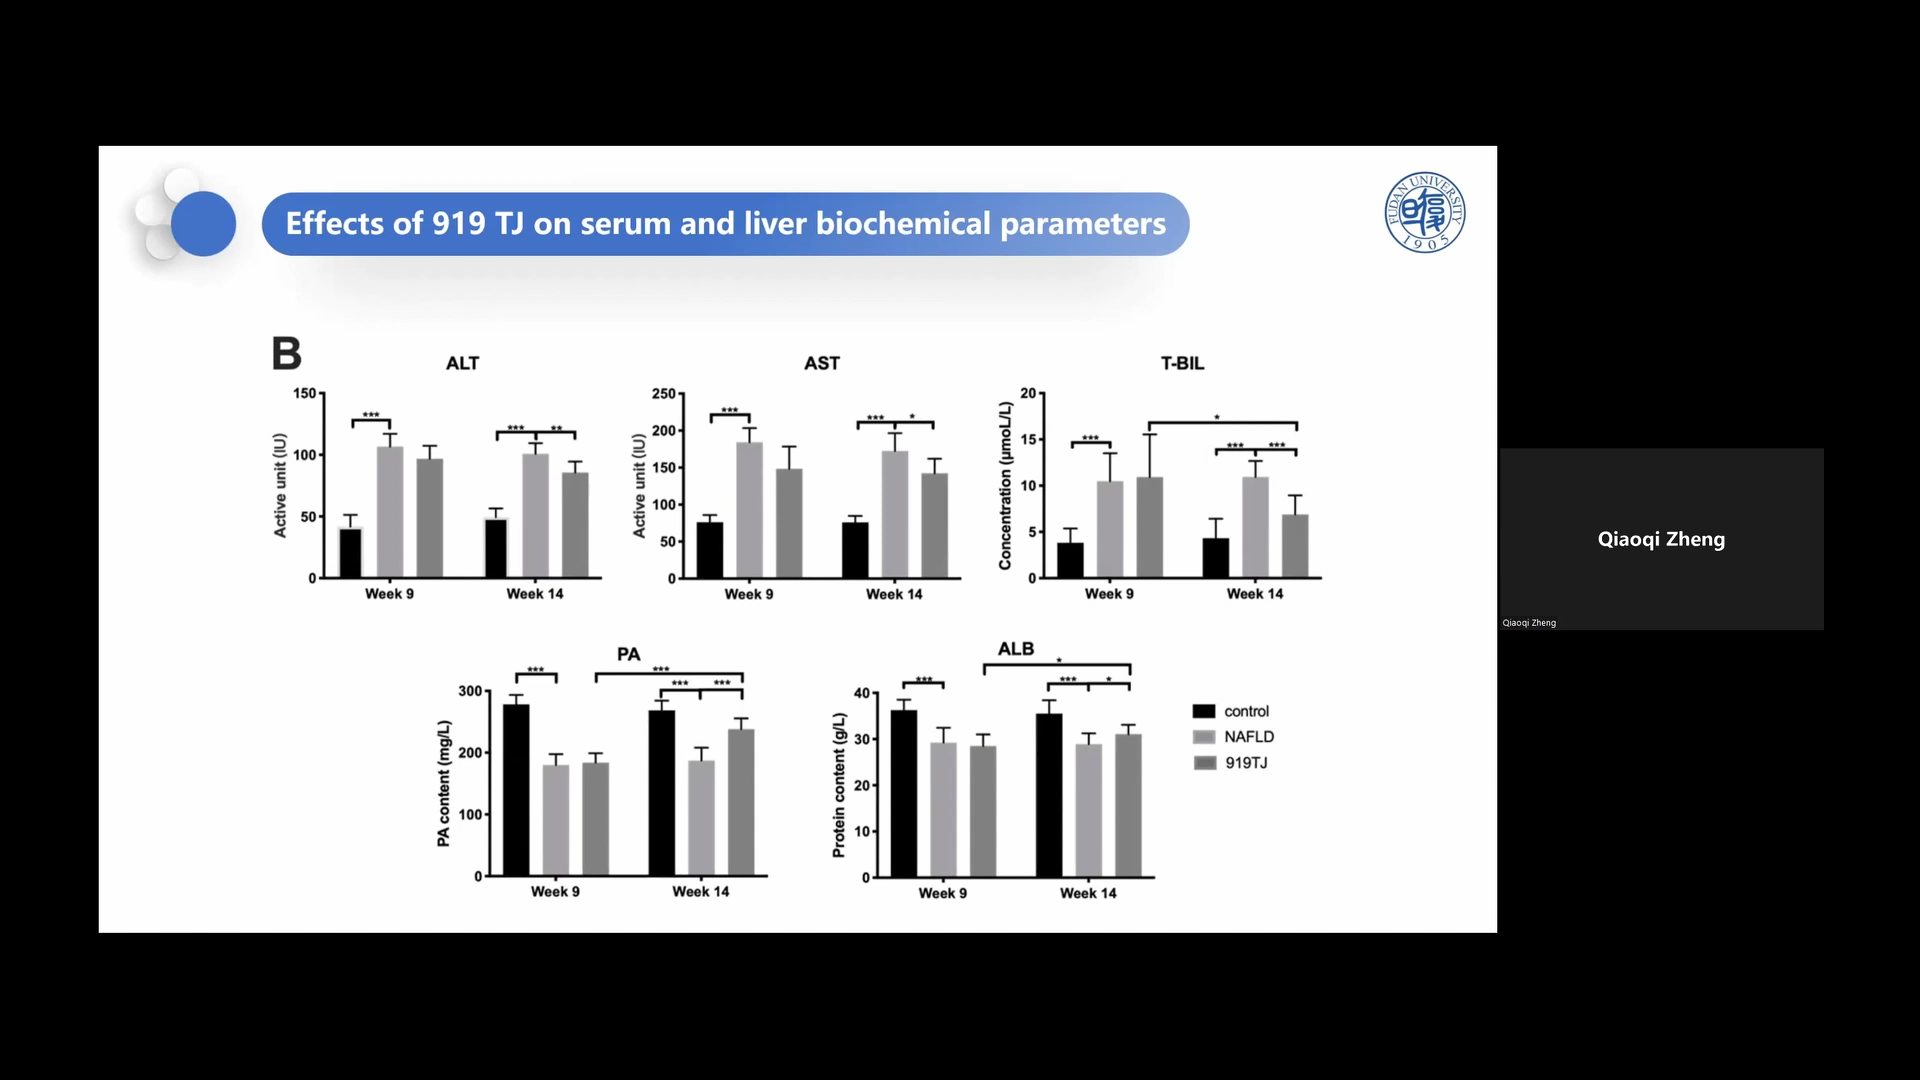 Effects of 919 TJ on serum and liver biochemical parameters
FUDAN UNIVERSITY
1905
B
ALT
Active unit (IU)
150
100
50
0
***
*** **
Week 9 Week 14
AST
Active unit (IU)
250
200
150
100
50
0
***
*** *
Week 9 Week 14
T-BIL
Concentration (μmoL/L)
20
15
10
5
0
*
***
*** ***
Week 9 Week 14
PA
PA content (mg/L)
300
200
100
0
*** ***
*** ***
Week 9 Week 14
ALB
Protein content (g/L)
40
30
20
10
0
*
***
*** *
Week 9 Week 14
control
NAFLD
919TJ
Qiaoqi Zheng
Qiaoqi Zheng